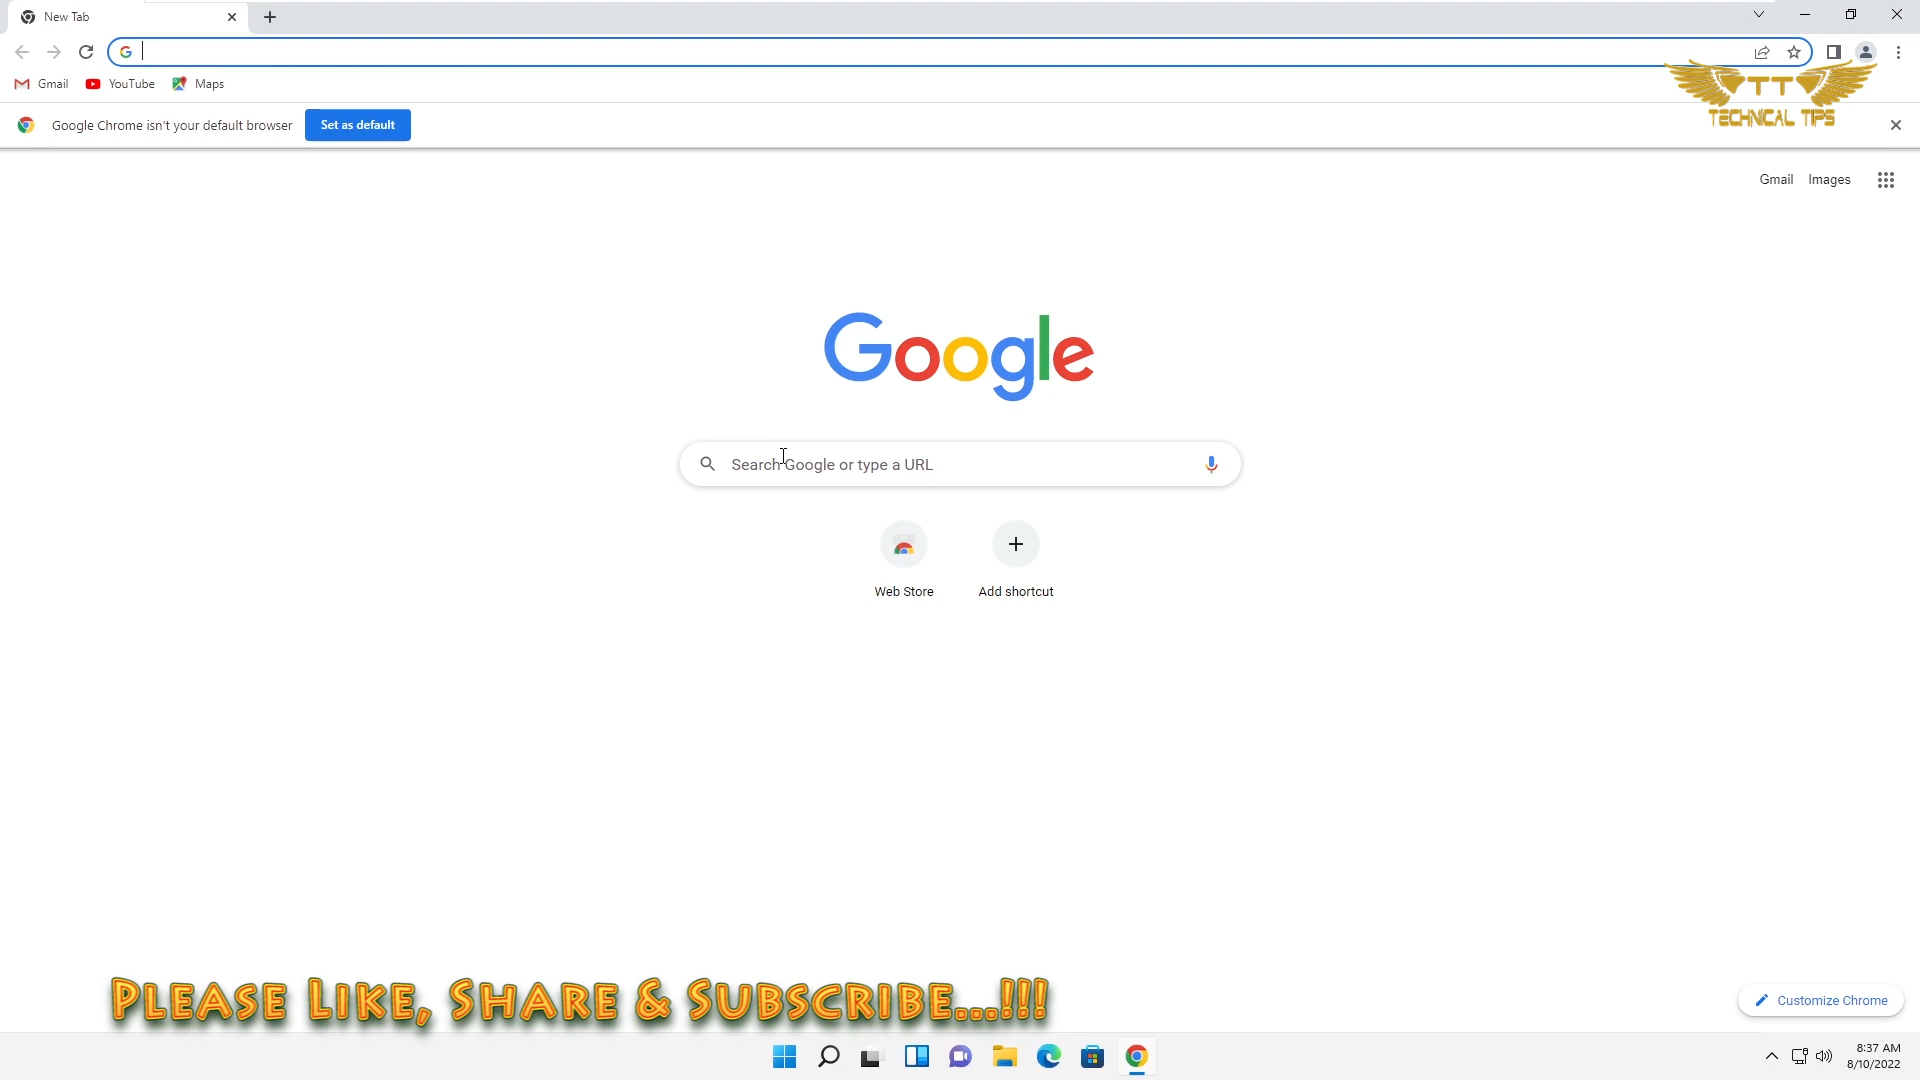 New Tab
Gmail YouTube Maps
TT
TECHNICAL TIPS
Google Chrome isn't your default browser Set as default
Gmail Images
Google
Search Google or type a URL
Web Store Add shortcut
Please Like, Share & Subscribe...!!!
Customize Chrome
8:37 AM
8/10/2022